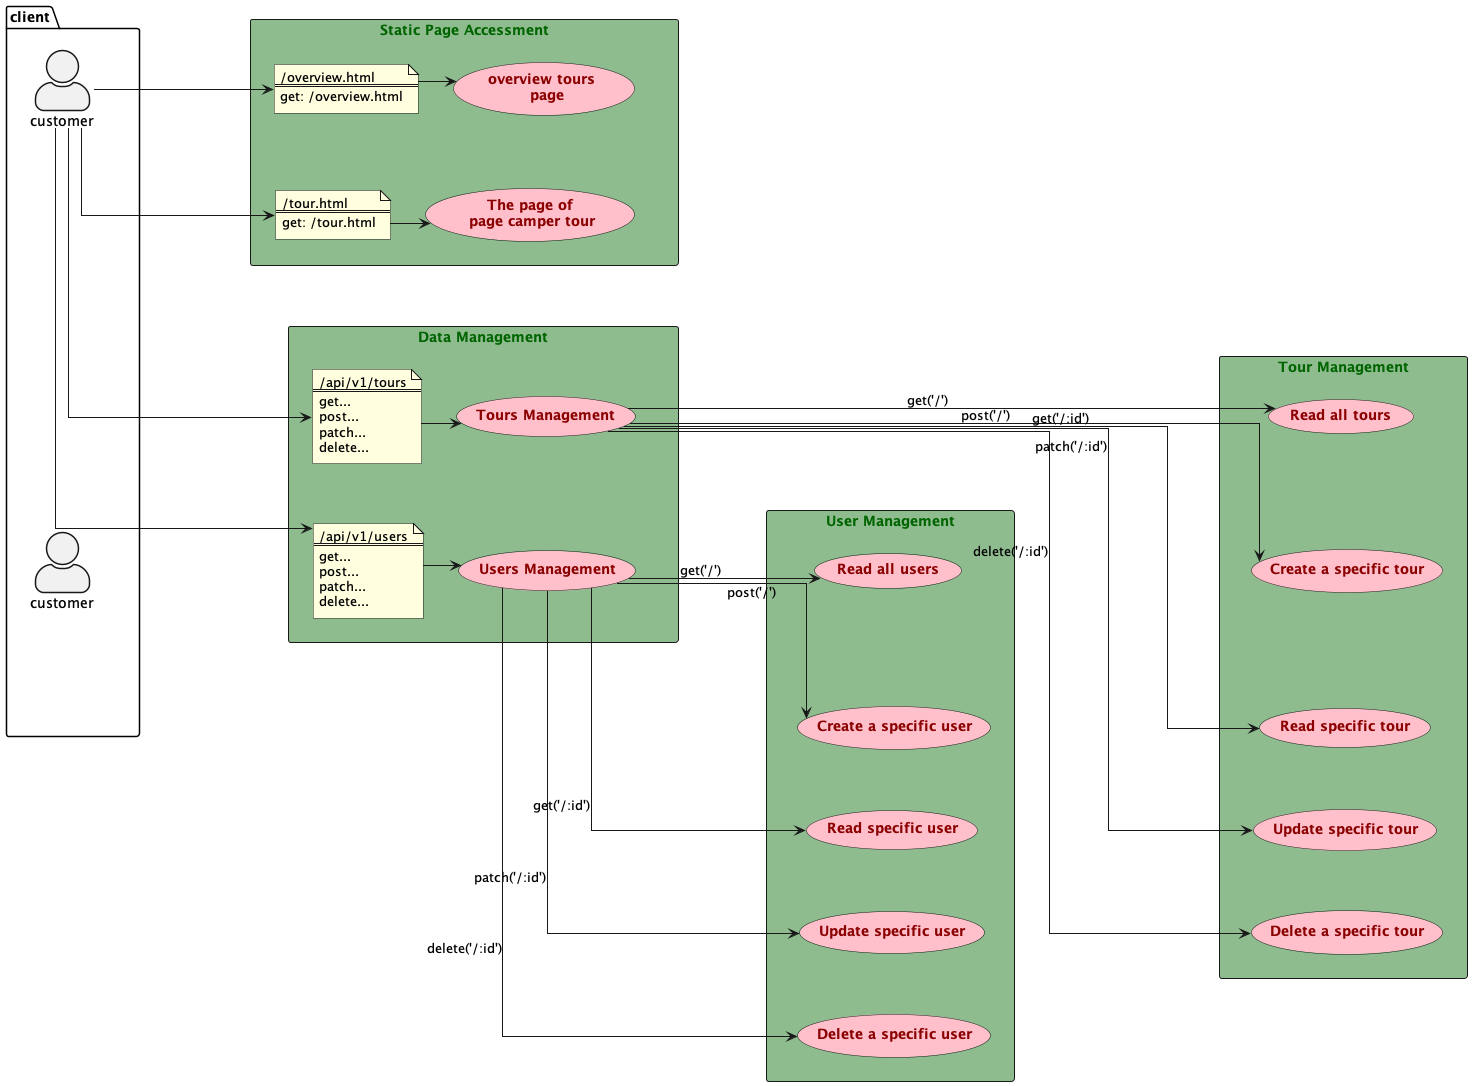 client
customer
customer
Static Page Accessment
/overview.html
get: /overview.html
overview tours
page
/tour.html
get: /tour.html
The page of
page camper tour
Data Management
/api/v1/tours
get...
post...
patch...
delete...
Tours Management
/api/v1/users
get...
post...
patch...
delete...
Users Management
get('/')
post('/')
get('/:id')
patch('/:id')
delete('/:id')
get('/')
post('/')
get('/:id')
patch('/:id')
delete('/:id')
User Management
Read all users
Create a specific user
Read specific user
Update specific user
Delete a specific user
Tour Management
Read all tours
Create a specific tour
Read specific tour
Update specific tour
Delete a specific tour